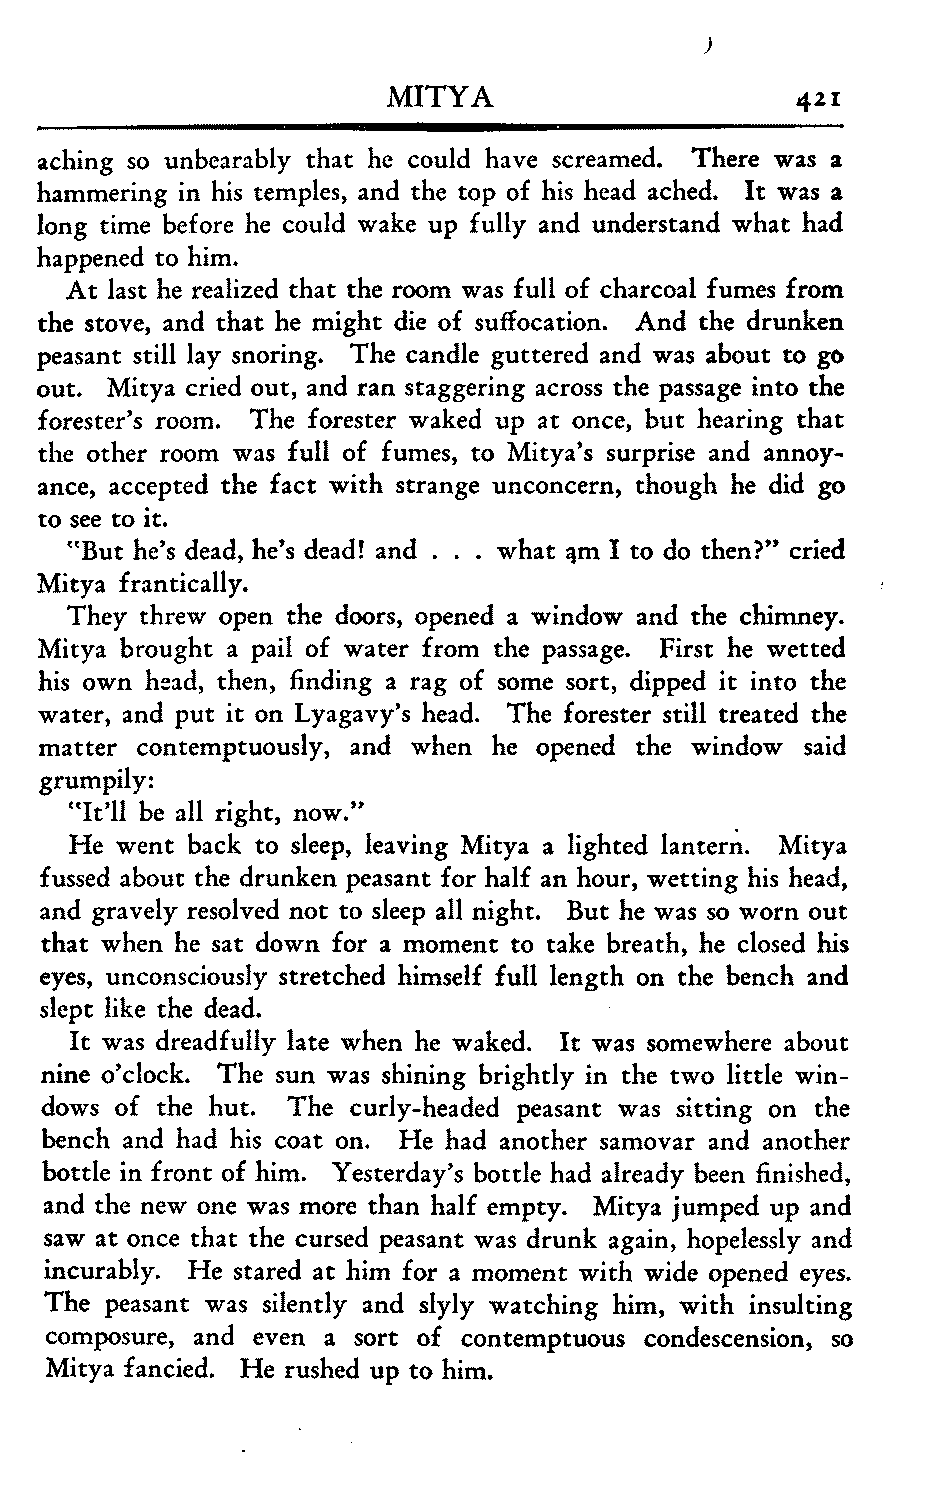 MITYA 421
aching so unbearably that he could have screamed. There was a
hammering in his temples, and the top of his head ached. It was a
long time before he could wake up fully and understand what had
happened to him.
At last he realized that the room was full of charcoal fumes from
the stove, and that he might die of suffocation. And the drunken
peasant still lay snoring. The candle guttered and was about to go
out. Mitya cried out, and ran staggering across the passage into the
forester's room. The forester waked up at once, but hearing that
the other room was full of fumes, to Mitya's surprise and annoy-
ance, accepted the fact with strange unconcern, though he did go
to see to it.
"But he's dead, he's dead! and . . . what am I to do then?" cried
Mitya frantically.
They threw open the doors, opened a window and the chimney.
Mitya brought a pail of water from the passage. First he wetted
his own head, then, finding a rag of some sort, dipped it into the
water, and put it on Lyagavy's head. The forester still treated the
matter contemptuously, and when he opened the window said
grumpily:
"It'll be all right, now."
He went back to sleep, leaving Mitya a lighted lantern. Mitya
fussed about the drunken peasant for half an hour, wetting his head,
and gravely resolved not to sleep all night. But he was so worn out
that when he sat down for a moment to take breath, he closed his
eyes, unconsciously stretched himself full length on the bench and
slept like the dead.
It was dreadfully late when he waked. It was somewhere about
nine o'clock. The sun was shining brightly in the two little win-
dows of the hut. The curly-headed peasant was sitting on the
bench and had his coat on. He had another samovar and another
bottle in front of him. Yesterday's bottle had already been finished,
and the new one was more than half empty. Mitya jumped up and
saw at once that the cursed peasant was drunk again, hopelessly and
incurably. He stared at him for a moment with wide opened eyes.
The peasant was silently and slyly watching him, with insulting
composure, and even a sort of contemptuous condescension, so
Mitya fancied. He rushed up to him.